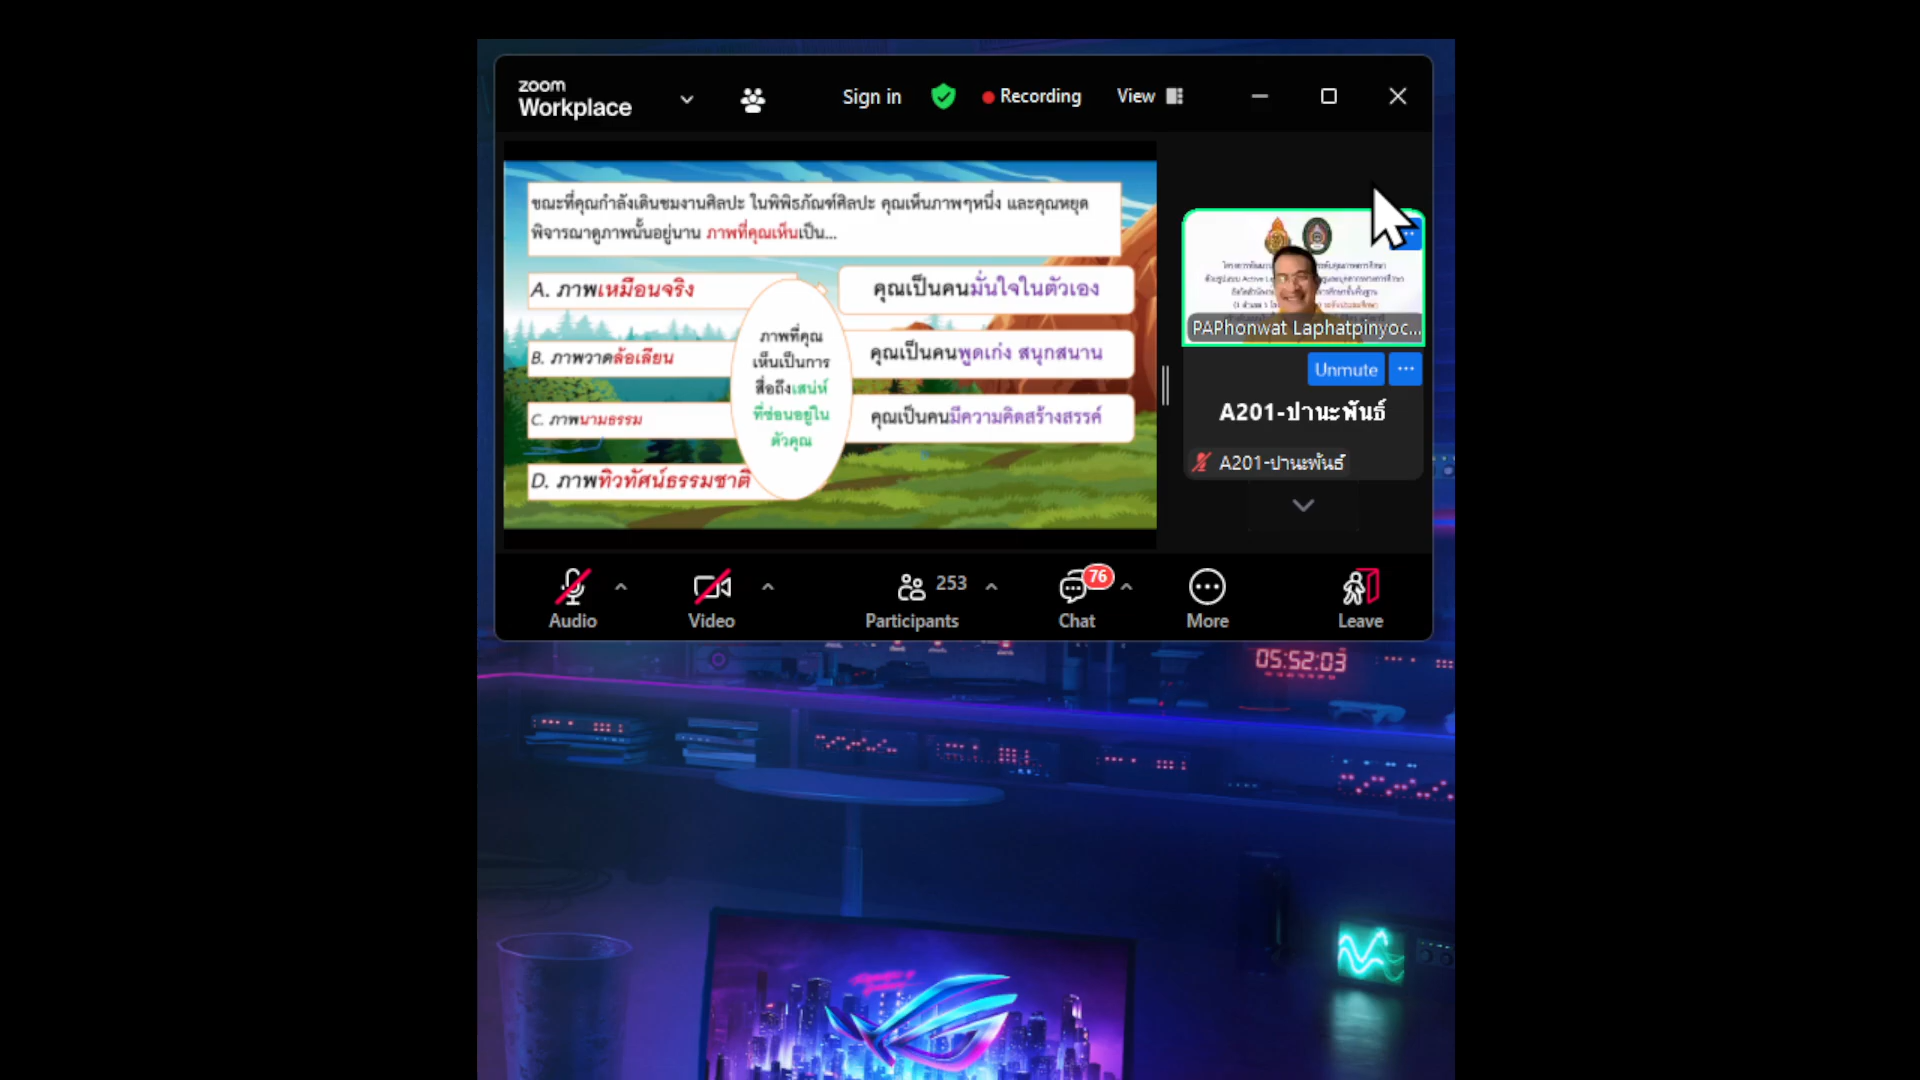 zoom
Workplace
Sign in
Recording
View
ขณะที่คุณกำลังเดินชมงานศิลปะ ในพิพิธภัณฑ์ศิลปะ คุณเห็นภาพๆหนึ่ง และคุณหยุด
พิจารณาดูภาพนั้นอยู่นาน ภาพที่คุณเห็นเป็น...
A. ภาพเหมือนจริง
B. ภาพวาดล้อเลียน
C. ภาพนามธรรม
D. ภาพทิวทัศน์ธรรมชาติ
ภาพที่คุณ
เห็นเป็นการ
สื่อถึงเสน่ห์
ที่ซ่อนอยู่ใน
ตัวคุณ
คุณเป็นคนมั่นใจในตัวเอง
คุณเป็นคนพูดเก่ง สนุกสนาน
คุณเป็นคนมีความคิดสร้างสรรค์
PAPhonwat Laphatpinyoc...
Unmute
A201-ปานะพันธ์
A201-ปานะพันธ์
Audio
Video
253
Participants
76
Chat
More
Leave
05:52:03